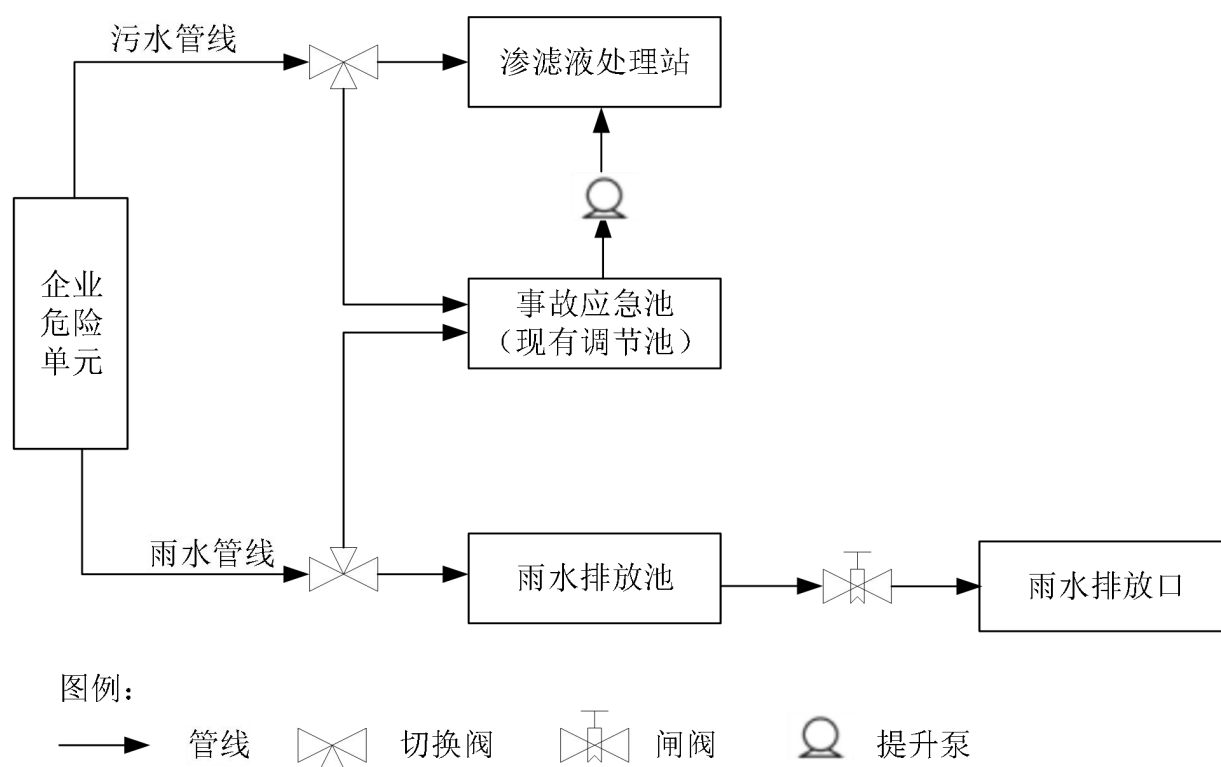 污水管线
渗滤液处理站
企业
危险
单元
事故应急池
（现有调节池）
雨水管线
雨水排放池
雨水排放口
图例：
管线
切换阀
闸阀
提升泵